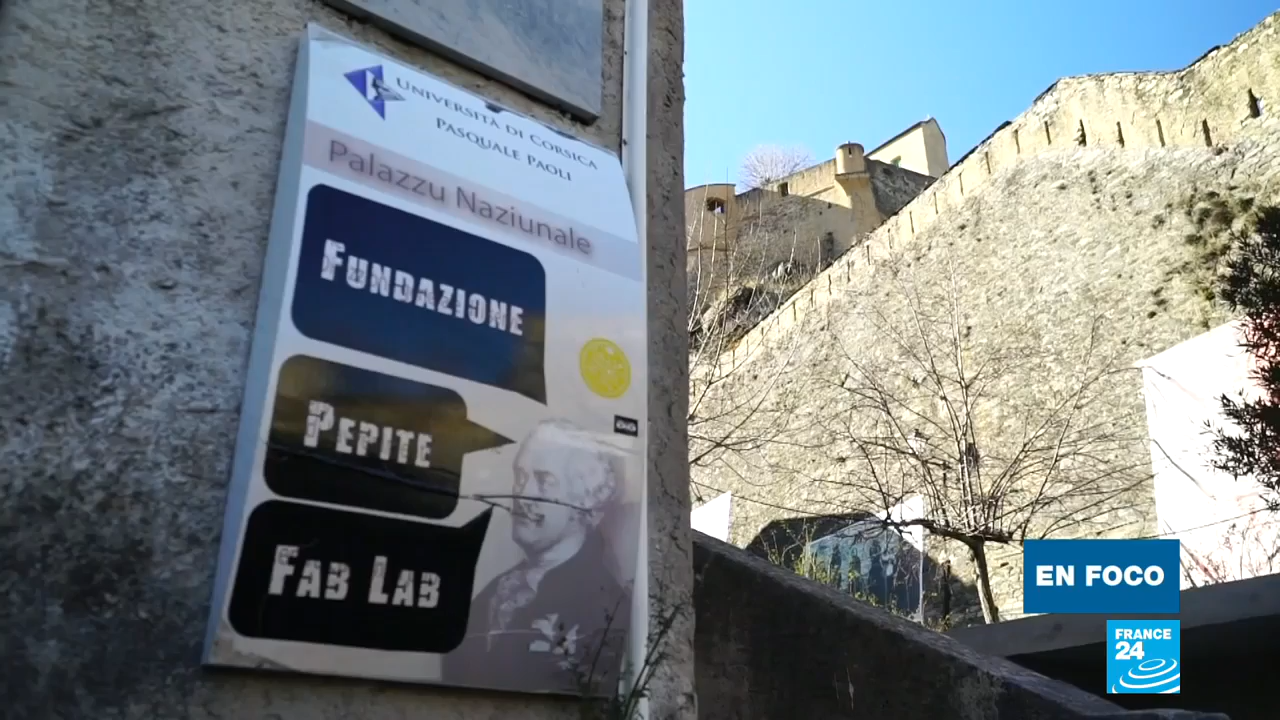 UNIVERSITÀ DI CORSICA
PASQUALE PAOLI
Palazzu Naziunale
FUNDAZIONE
PEPITE
FAB LAB
EN FOCO
FRANCE
24